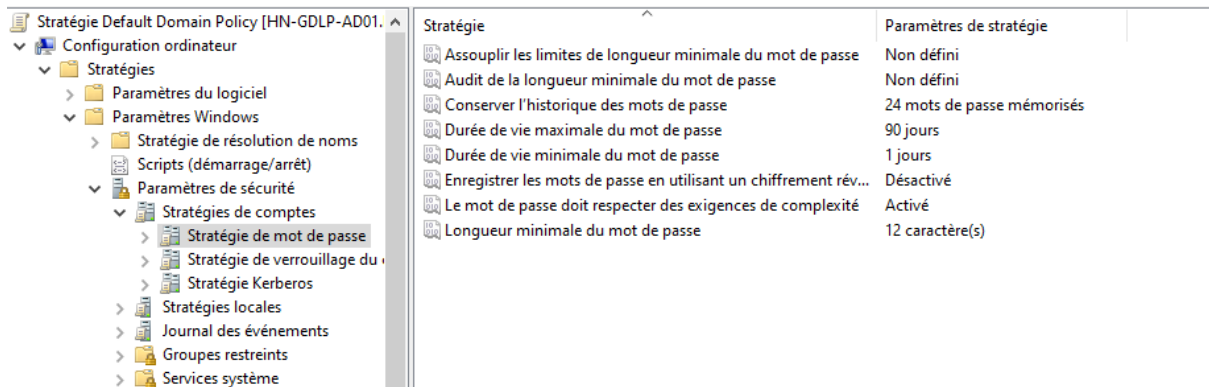 Stratégie Default Domain Policy [HN-GDLP-AD01.
Configuration ordinateur
Stratégies
Paramètres du logiciel
Paramètres Windows
Stratégie de résolution de noms
Scripts (démarrage/arrêt)
Paramètres de sécurité
Stratégies de comptes
Stratégie de mot de passe
Stratégie de verrouillage du
Stratégie Kerberos
Stratégies locales
Journal des événements
Groupes restreints
Services système
Stratégie Paramètres de stratégie
Assouplir les limites de longueur minimale du mot de passe Non défini
Audit de la longueur minimale du mot de passe Non défini
Conserver l'historique des mots de passe 24 mots de passe mémorisés
Durée de vie maximale du mot de passe 90 jours
Durée de vie minimale du mot de passe 1 jours
Enregistrer les mots de passe en utilisant un chiffrement rév... Désactivé
Le mot de passe doit respecter des exigences de complexité Activé
Longueur minimale du mot de passe 12 caractère(s)